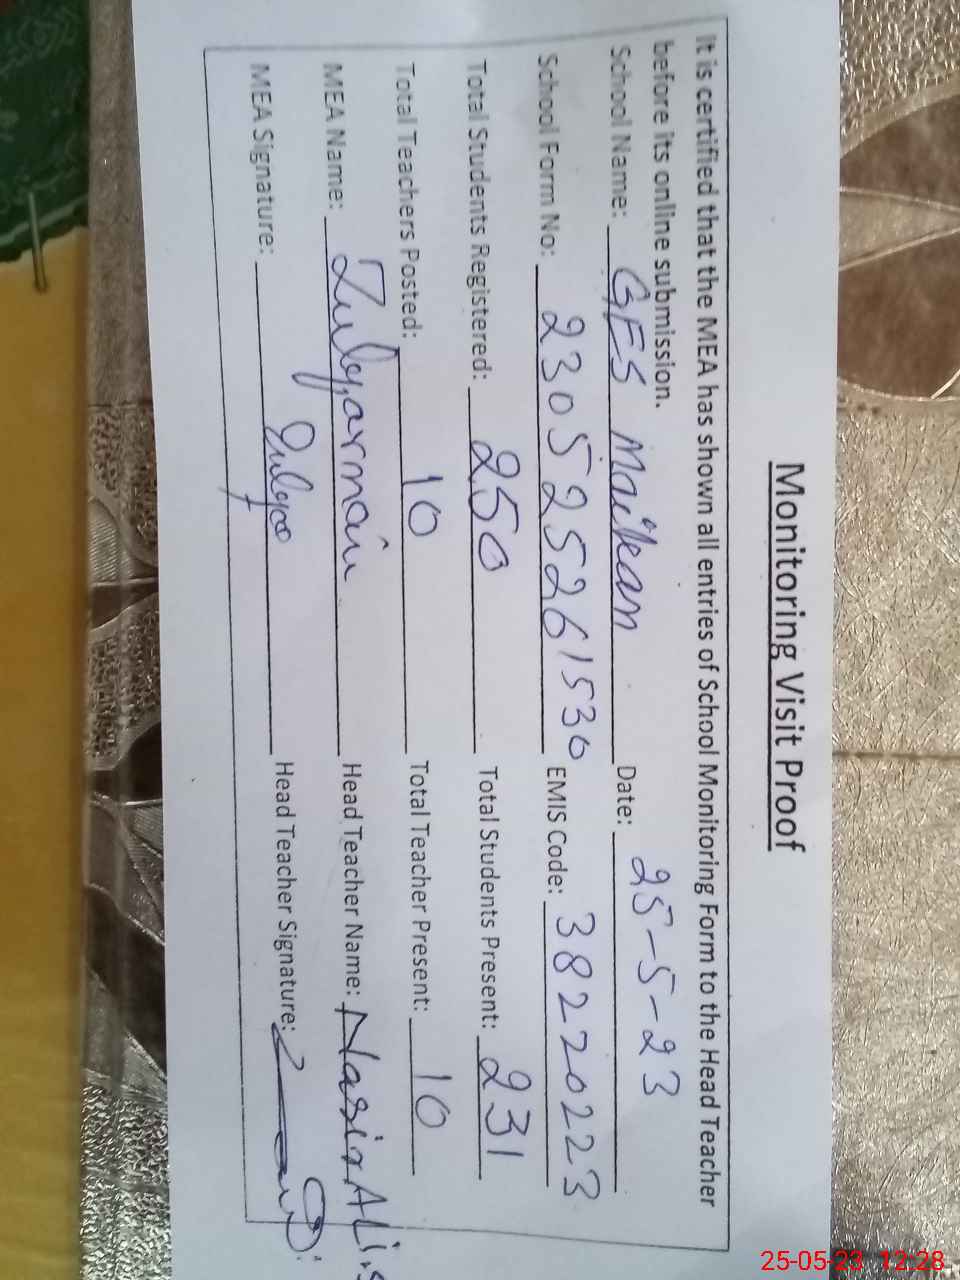 Monitoring Visit Proof
It is certified that the MEA has shown all entries of School Monitoring Form to the Head Teacher
before its online submission.
School Name: GES Maikean Date: 25-5-23
School Form No: 230525261530 EMIS Code: 38220223
Total Students Registered: 250 Total Students Present: 231
Total Teachers Posted: 10 Total Teacher Present: 10
MEA Name: Zulqarnain Head Teacher Name: Nasir Ali
MEA Signature: Head Teacher Signature:
25-05-23 12:28